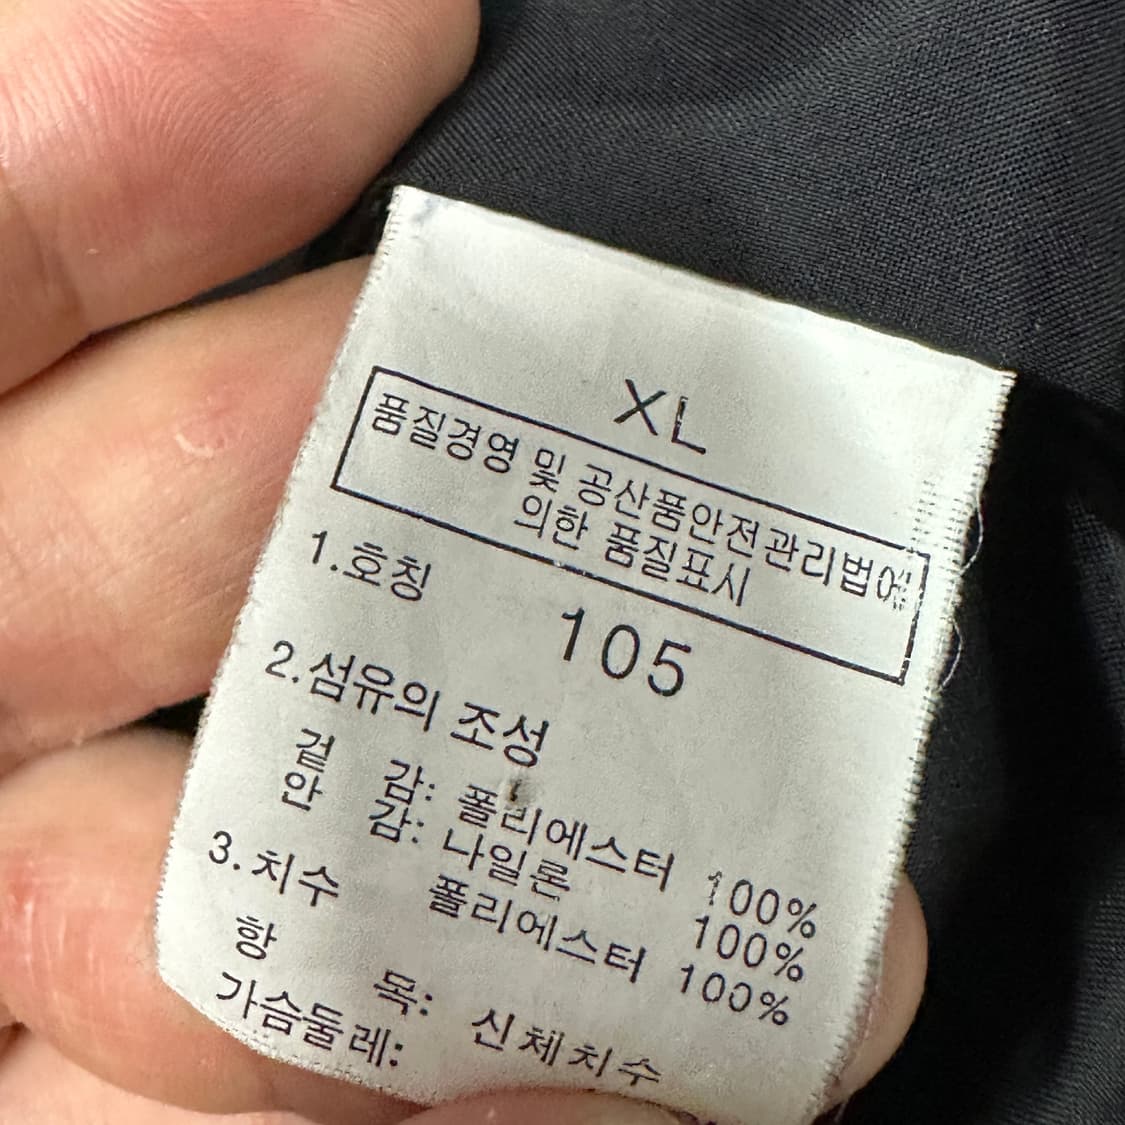 XL
품질경영 및 공산품안전관리법에
의한 품질표시
1.호칭 105
2.섬유의 조성
겉 감: 폴리에스터 100%
안 감: 나일론 100%
폴리에스터 100%
3.치수
항 목: 신체치수
가슴둘레: